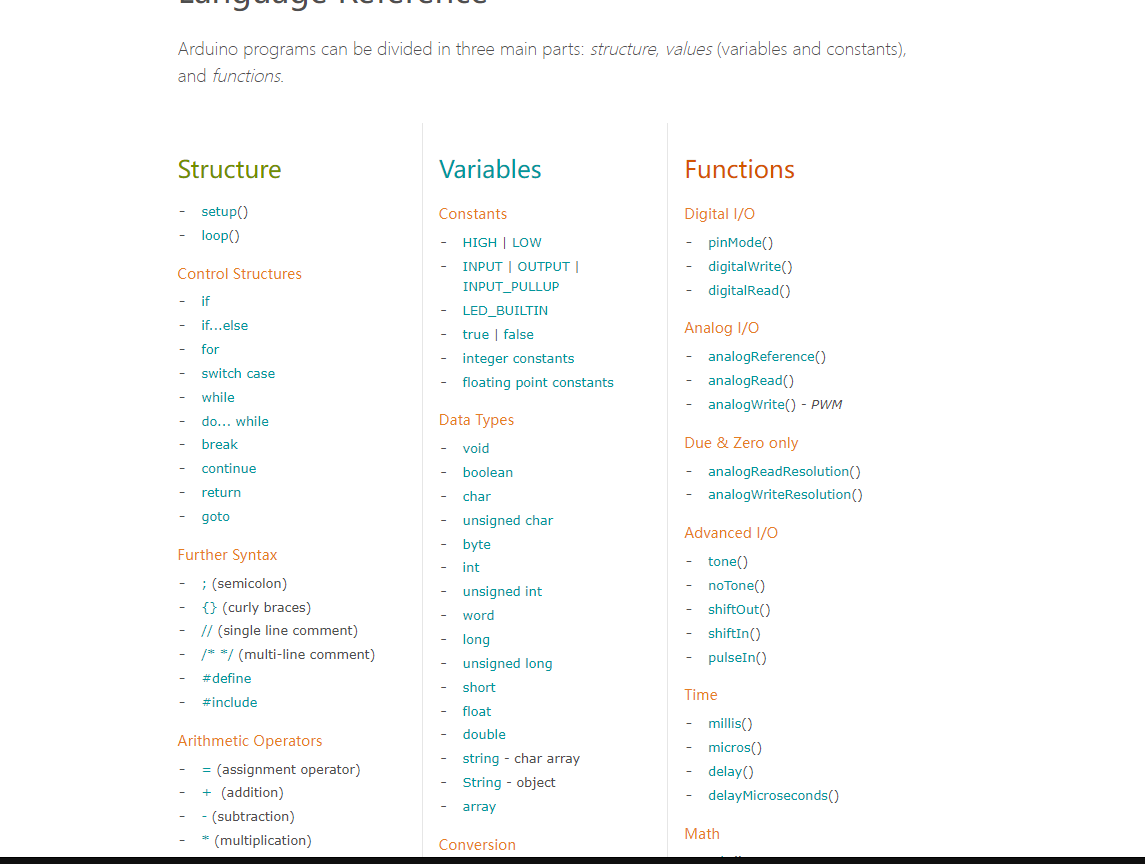 Language Reference
Arduino programs can be divided in three main parts: structure, values (variables and constants),
and functions.
Structure
- setup()
- loop()
Control Structures
- if
- if...else
- for
- switch case
- while
- do... while
- break
- continue
- return
- goto
Further Syntax
- ; (semicolon)
- {} (curly braces)
- // (single line comment)
- /* */ (multi-line comment)
- #define
- #include
Arithmetic Operators
- = (assignment operator)
- + (addition)
- - (subtraction)
- * (multiplication)
Variables
Constants
- HIGH | LOW
- INPUT | OUTPUT |
INPUT_PULLUP
- LED_BUILTIN
- true | false
- integer constants
- floating point constants
Data Types
- void
- boolean
- char
- unsigned char
- byte
- int
- unsigned int
- word
- long
- unsigned long
- short
- float
- double
- string - char array
- String - object
- array
Conversion
Functions
Digital I/O
- pinMode()
- digitalWrite()
- digitalRead()
Analog I/O
- analogReference()
- analogRead()
- analogWrite() - PWM
Due & Zero only
- analogReadResolution()
- analogWriteResolution()
Advanced I/O
- tone()
- noTone()
- shiftOut()
- shiftIn()
- pulseIn()
Time
- millis()
- micros()
- delay()
- delayMicroseconds()
Math